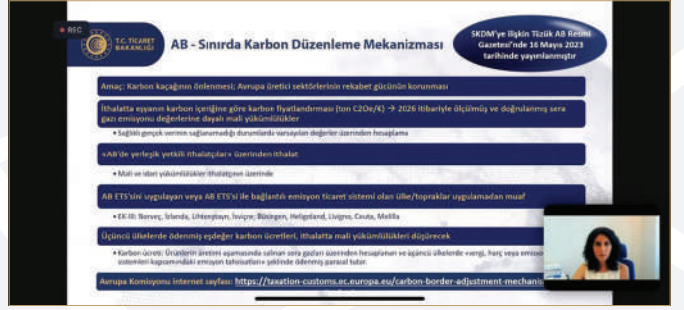 REC
T.C. TİCARET
BAKANLIĞI
AB - Sınırda Karbon Düzenleme Mekanizması
SKDM'ye ilişkin Tüzük AB Resmi
Gazetesi'nde 16 Mayıs 2023
tarihinde yayımlanmıştır
Amaç: Karbon kaçağının önlenmesi; Avrupa üretici sektörlerinin rekabet gücünün korunması
İthalatta eşyanın karbon içeriğine göre karbon fiyatlandırması (ton C2Oe/€) → 2026 itibariyle ölçülmüş ve doğrulanmış sera
gazı emisyonu değerlerine dayalı mali yükümlülükler
• Sağlıklı gerçek verinin sağlanamadığı durumlarda varsayılan değerler üzerinden hesaplama
«AB'de yerleşik yetkili ithalatçılar» üzerinden ithalat
• Mali ve idari yükümlülükler ithalatçının üzerinde
AB ETS'sini uygulayan veya AB ETS'si ile bağlantılı emisyon ticaret sistemi olan ülke/topraklar uygulamadan muaf
• EK-III: Norveç, İzlanda, Lihtenştayn, İsviçre; Büsingen, Heligoland, Livigno, Ceuta, Melilla
Üçüncü ülkelerde ödenmiş eşdeğer karbon ücretleri, ithalatta mali yükümlülükleri düşürecek
• Karbon ücreti: Ürünlerin üretimi aşamasında salınan sera gazları üzerinden hesaplanan ve üçüncü ülkelerde «vergi, harç veya emisyo
sistemleri kapsamındaki emisyon tahsisatları» şeklinde ödenmiş parasal tutar.
Avrupa Komisyonu internet sayfası: https://taxation-customs.ec.europa.eu/carbon-border-adjustment-mechanis